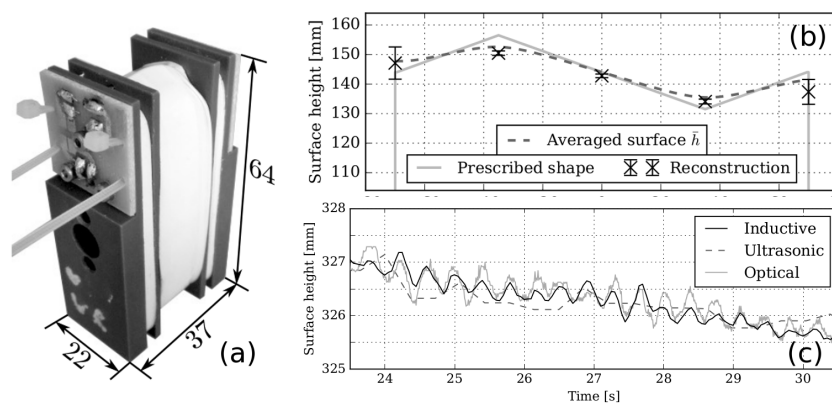 64
37
22
(a)
160
150
140
130
120
110
Surface height [mm]
(b)
Averaged surface h̄
Prescribed shape
Reconstruction
328
327
326
325
Surface height [mm]
Inductive
Ultrasonic
Optical
(c)
24 25 26 27 28 29 30
Time [s]